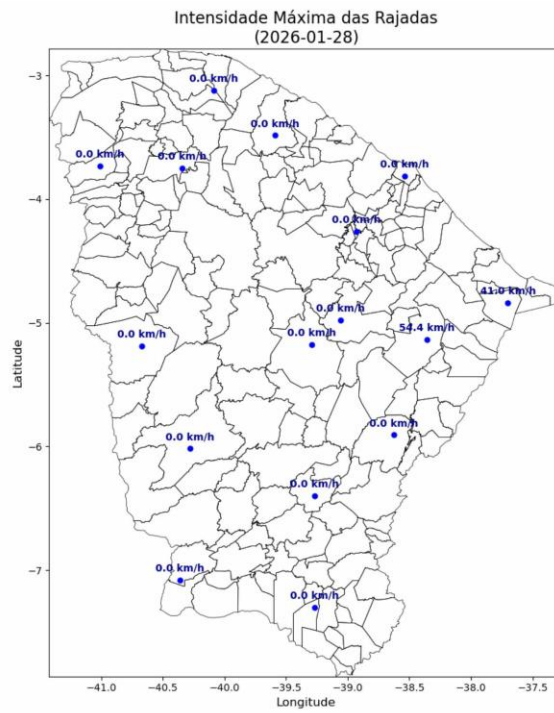 Intensidade Máxima das Rajadas
(2026-01-28)
−3
0.0 km/h
0.0 km/h
0.0 km/h
0.0 km/h
0.0 km/h
−4
0.0 km/h
41.0 km/h
0.0 km/h
−5
0.0 km/h
0.0 km/h
54.4 km/h
Latitude
0.0 km/h
−6
0.0 km/h
0.0 km/h
−7
0.0 km/h
0.0 km/h
−41.0
−40.5
−40.0
−39.5
−39.0
−38.5
−38.0
−37.5
Longitude